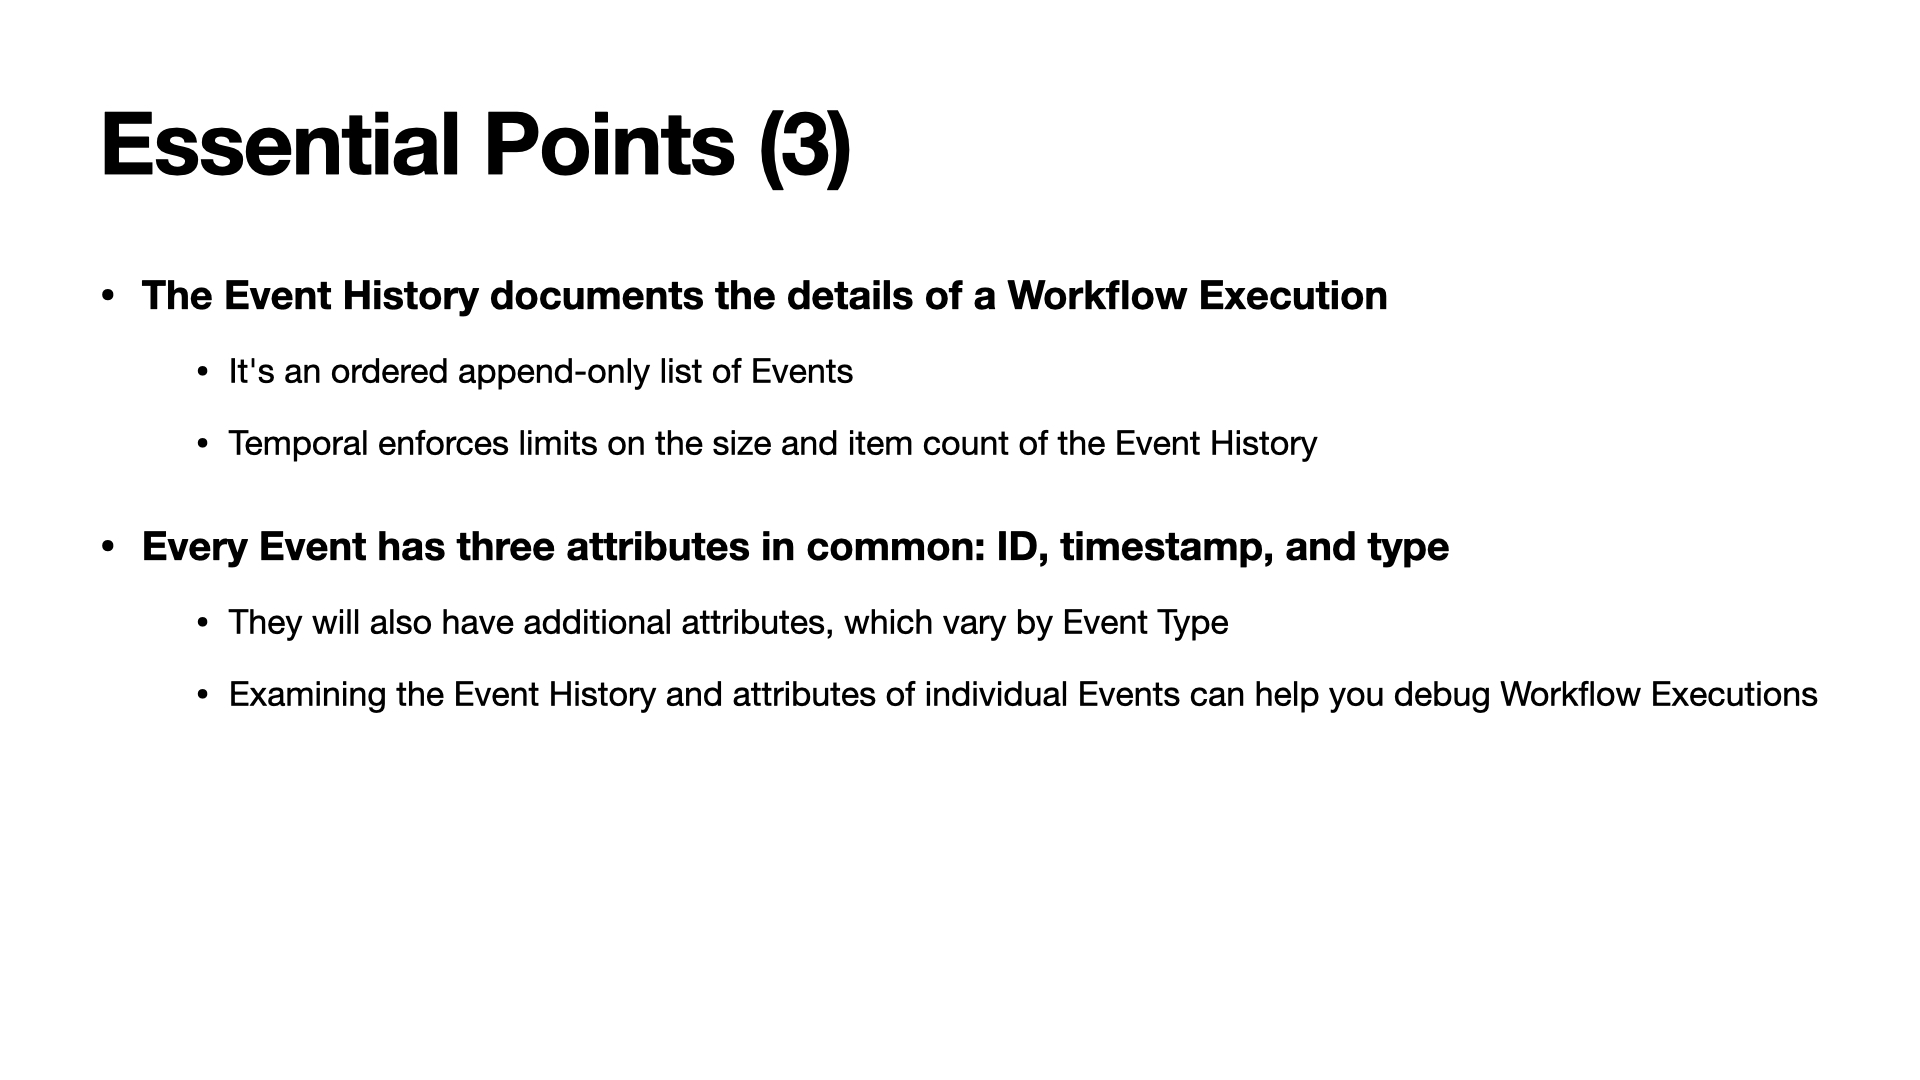 Essential Points (3)
• The Event History documents the details of a Workflow Execution
• It's an ordered append-only list of Events
• Temporal enforces limits on the size and item count of the Event History
• Every Event has three attributes in common: ID, timestamp, and type
• They will also have additional attributes, which vary by Event Type
• Examining the Event History and attributes of individual Events can help you debug Workflow Executions